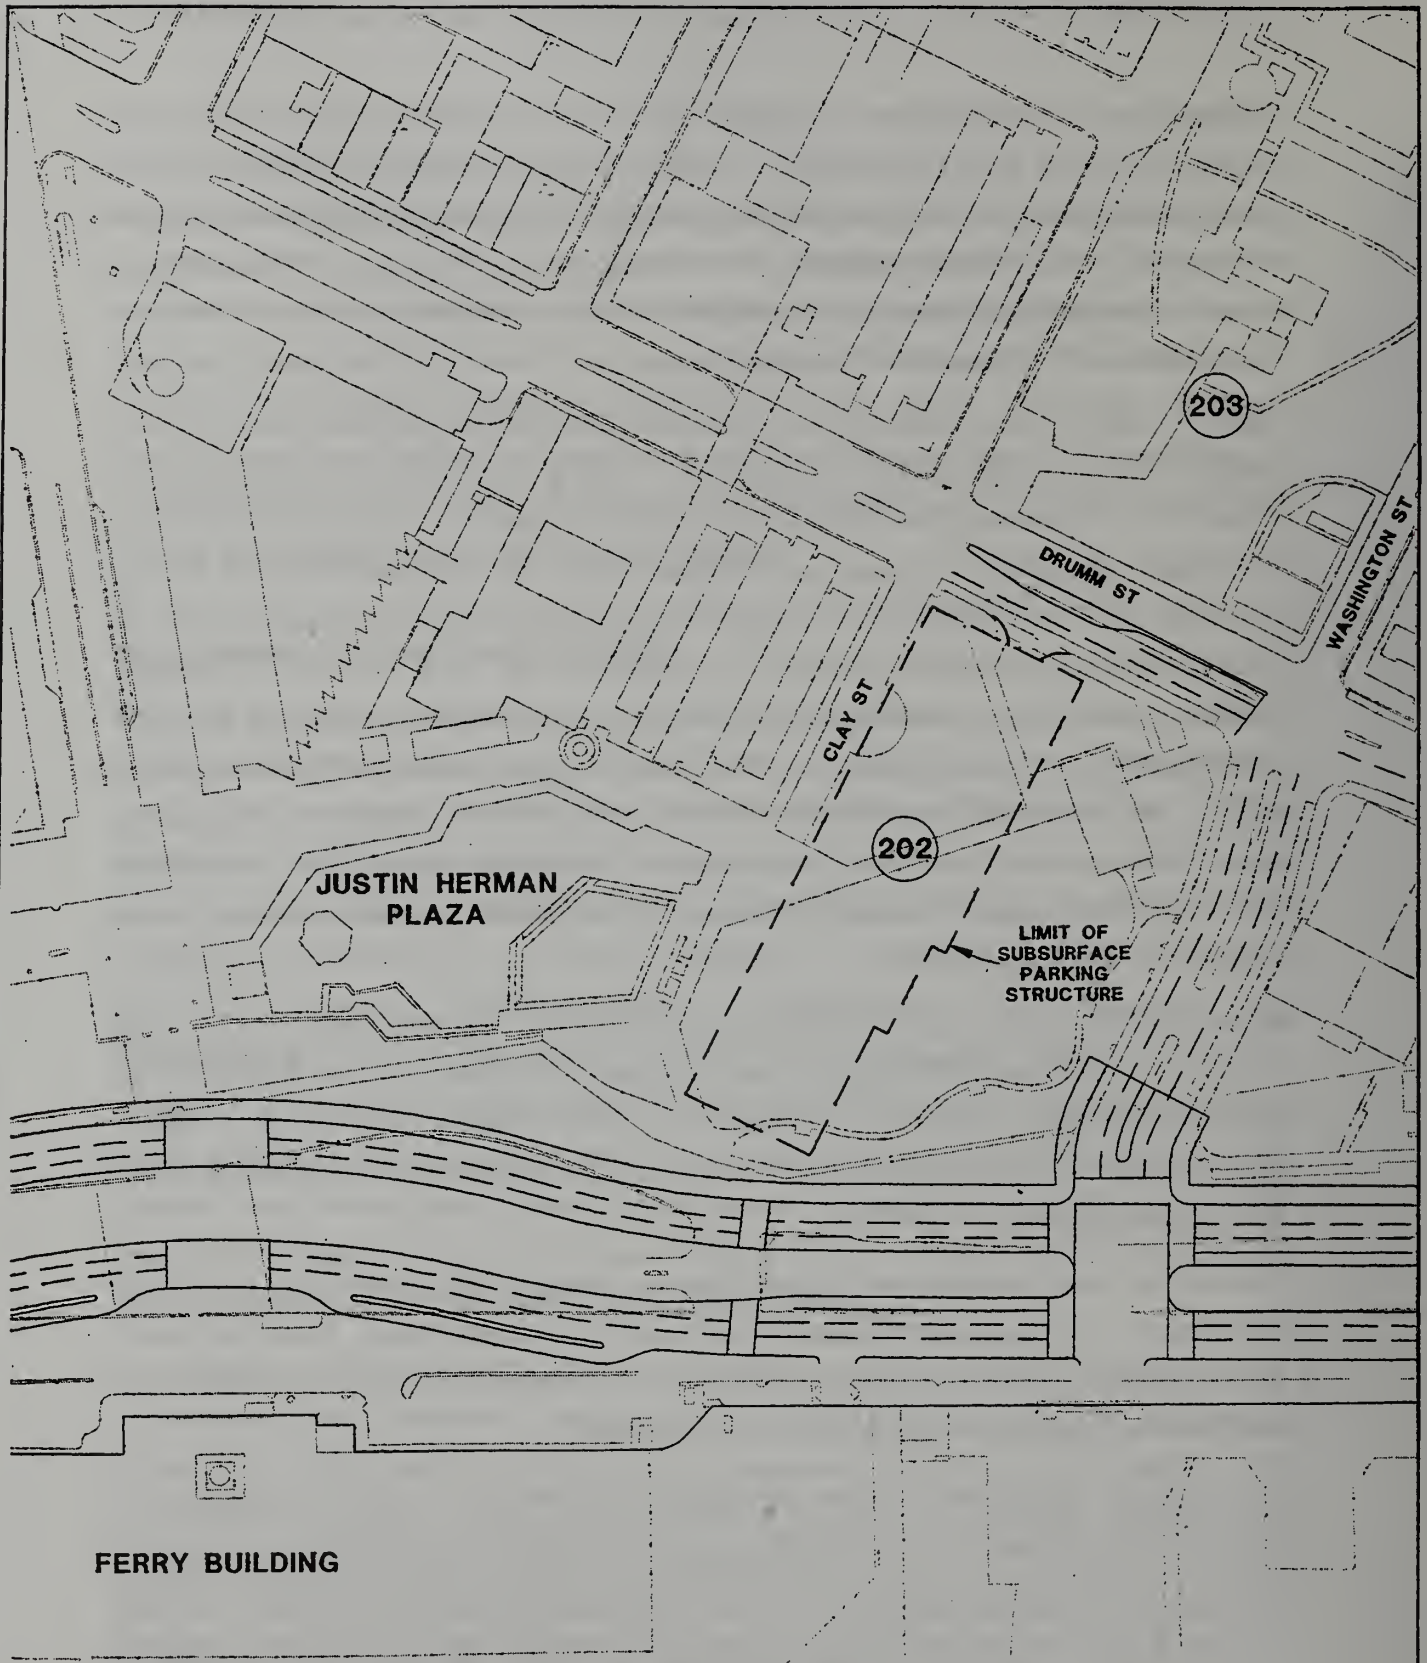 203
DRUMM ST
WASHINGTON ST
CLAY ST
202
JUSTIN HERMAN
PLAZA
LIMIT OF
SUBSURFACE
PARKING
STRUCTURE
FERRY BUILDING